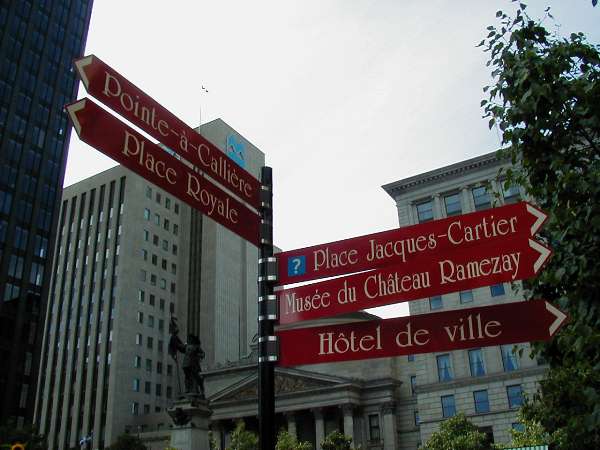 Pointe-à-Callière
Place Royale
? Place Jacques-Cartier
Musée du Château Ramezay
Hôtel de ville